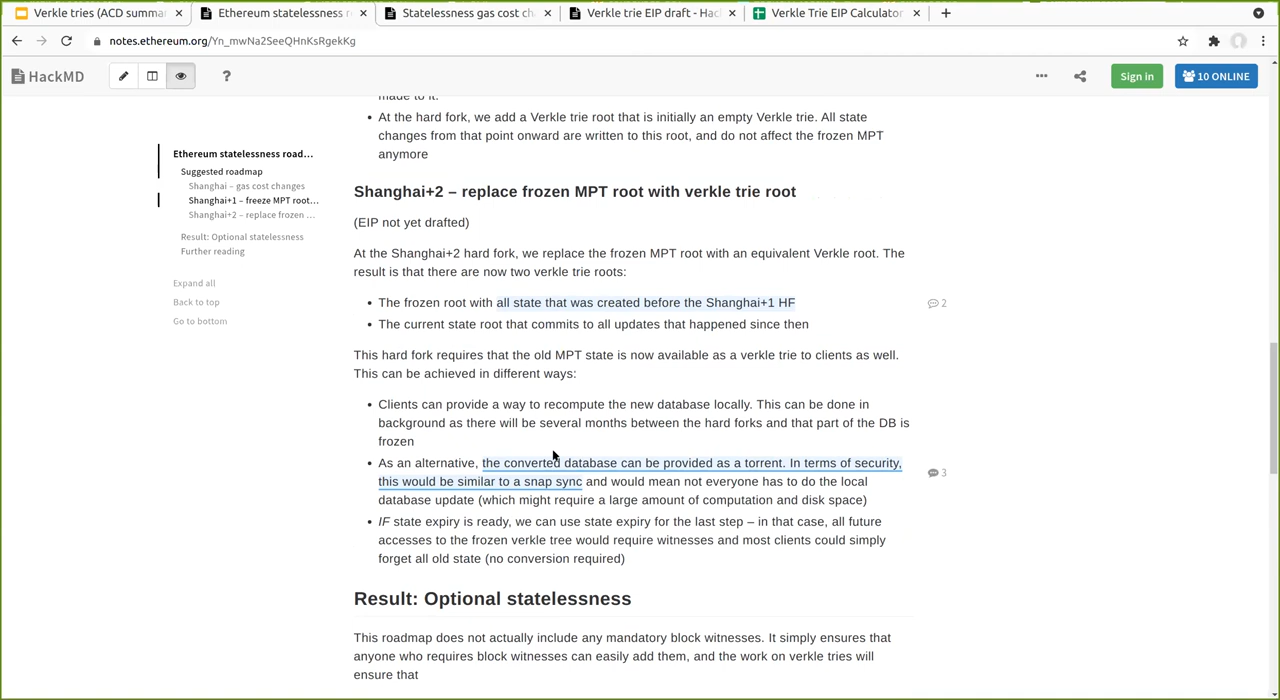 Verkle tries (ACD summa
Ethereum statelessness r
Statelessness gas cost ch
Verkle trie EIP draft - Hac
Verkle Trie EIP Calculator
notes.ethereum.org/Yn_mwNa2SeeQHnKsRgekKg
HackMD
?
Sign in
10 ONLINE
made to it.
• At the hard fork, we add a Verkle trie root that is initially an empty Verkle trie. All state
changes from that point onward are written to this root, and do not affect the frozen MPT
anymore
Ethereum statelessness road…
Suggested roadmap
Shanghai – gas cost changes
Shanghai+1 – freeze MPT root…
Shanghai+2 – replace frozen …
Result: Optional statelessness
Further reading
Expand all
Back to top
Go to bottom
Shanghai+2 – replace frozen MPT root with verkle trie root
(EIP not yet drafted)
At the Shanghai+2 hard fork, we replace the frozen MPT root with an equivalent Verkle root. The
result is that there are now two verkle trie roots:
• The frozen root with all state that was created before the Shanghai+1 HF
2
• The current state root that commits to all updates that happened since then
This hard fork requires that the old MPT state is now available as a verkle trie to clients as well.
This can be achieved in different ways:
• Clients can provide a way to recompute the new database locally. This can be done in
background as there will be several months between the hard forks and that part of the DB is
frozen
• As an alternative, the converted database can be provided as a torrent. In terms of security,
this would be similar to a snap sync and would mean not everyone has to do the local
3
database update (which might require a large amount of computation and disk space)
• IF state expiry is ready, we can use state expiry for the last step – in that case, all future
accesses to the frozen verkle tree would require witnesses and most clients could simply
forget all old state (no conversion required)
Result: Optional statelessness
This roadmap does not actually include any mandatory block witnesses. It simply ensures that
anyone who requires block witnesses can easily add them, and the work on verkle tries will
ensure that